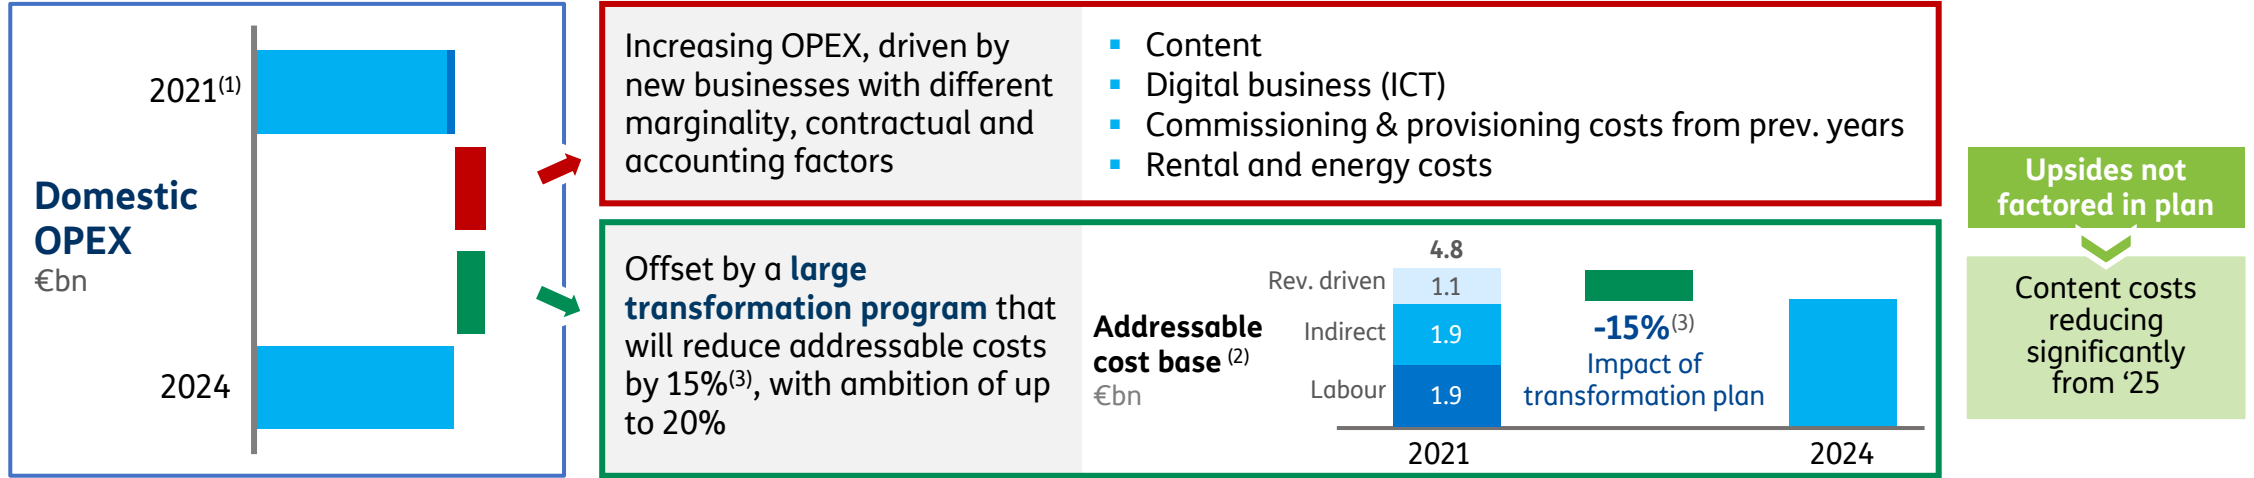 2021(1)
Domestic
OPEX
€bn
2024
Increasing OPEX, driven by
new businesses with different
marginality, contractual and
accounting factors
▪ Content
▪ Digital business (ICT)
▪ Commissioning & provisioning costs from prev. years
▪ Rental and energy costs
Offset by a large
transformation program that
will reduce addressable costs
by 15%(3), with ambition of up
to 20%
Addressable
cost base (2)
€bn
4.8
Rev. driven 1.1
Indirect 1.9
Labour 1.9
-15%(3)
Impact of
transformation plan
2021 2024
Upsides not
factored in plan
Content costs
reducing
significantly
from ‘25